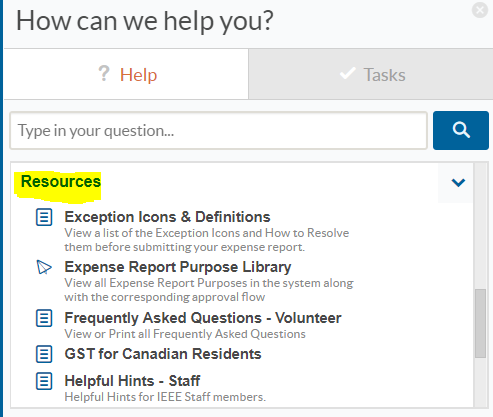 How can we help you?
? Help
Tasks
Type in your question...
Resources
Exception Icons & Definitions
View a list of the Exception Icons and How to Resolve
them before submitting your expense report.
Expense Report Purpose Library
View all Expense Report Purposes in the system along
with the corresponding approval flow
Frequently Asked Questions - Volunteer
View or Print all Frequently Asked Questions
GST for Canadian Residents
Helpful Hints - Staff
Helpful Hints for IEEE Staff members.